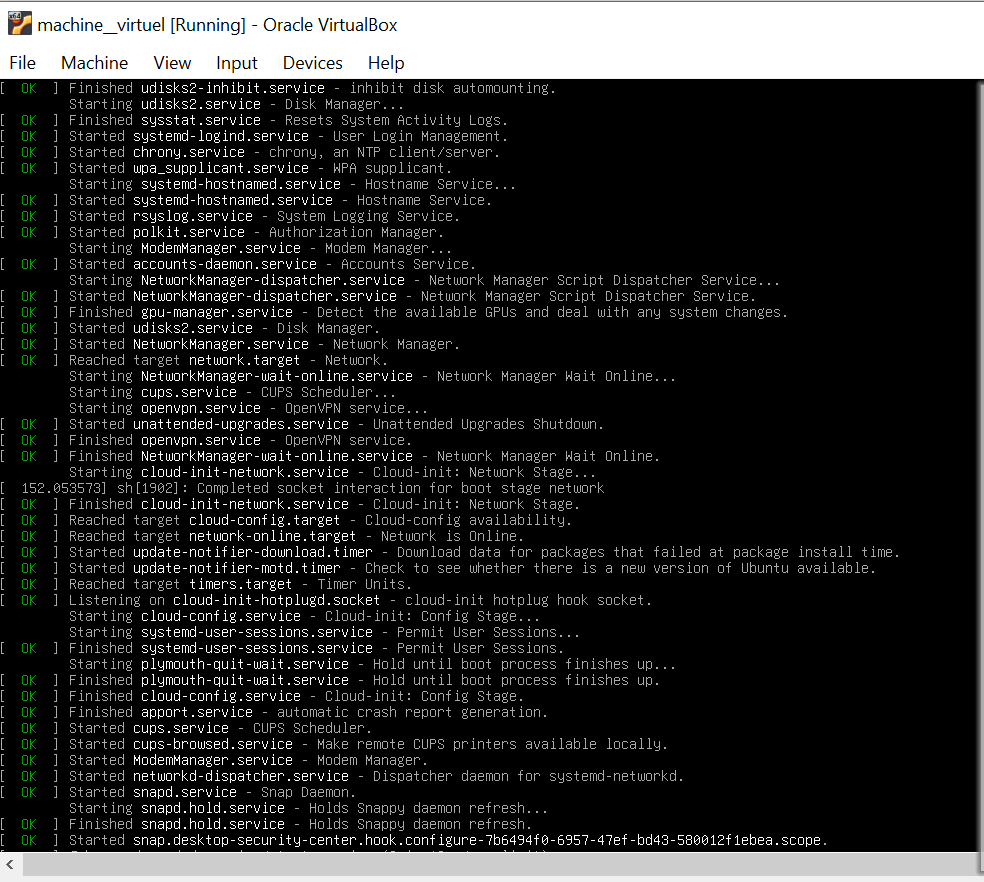 machine__virtuel [Running] - Oracle VirtualBox
File Machine View Input Devices Help
[  OK  ] Finished udisks2-inhibit.service - inhibit disk automounting.
Starting udisks2.service - Disk Manager...
[  OK  ] Finished sysstat.service - Resets System Activity Logs.
[  OK  ] Started systemd-logind.service - User Login Management.
[  OK  ] Started chrony.service - chrony, an NTP client/server.
[  OK  ] Started wpa_supplicant.service - WPA supplicant.
Starting systemd-hostnamed.service - Hostname Service...
[  OK  ] Started systemd-hostnamed.service - Hostname Service.
[  OK  ] Started rsyslog.service - System Logging Service.
[  OK  ] Started polkit.service - Authorization Manager.
Starting ModemManager.service - Modem Manager...
[  OK  ] Started accounts-daemon.service - Accounts Service.
Starting NetworkManager-dispatcher.service - Network Manager Script Dispatcher Service...
[  OK  ] Started NetworkManager-dispatcher.service - Network Manager Script Dispatcher Service.
[  OK  ] Finished gpu-manager.service - Detect the available GPUs and deal with any system changes.
[  OK  ] Started udisks2.service - Disk Manager.
[  OK  ] Started NetworkManager.service - Network Manager.
[  OK  ] Reached target network.target - Network.
Starting NetworkManager-wait-online.service - Network Manager Wait Online...
Starting cups.service - CUPS Scheduler...
Starting openvpn.service - OpenVPN service...
[  OK  ] Started unattended-upgrades.service - Unattended Upgrades Shutdown.
[  OK  ] Finished openvpn.service - OpenVPN service.
[  OK  ] Finished NetworkManager-wait-online.service - Network Manager Wait Online.
Starting cloud-init-network.service - Cloud-init: Network Stage...
[  152.053573] sh[1902]: Completed socket interaction for boot stage network
[  OK  ] Finished cloud-init-network.service - Cloud-init: Network Stage.
[  OK  ] Reached target cloud-config.target - Cloud-config availability.
[  OK  ] Reached target network-online.target - Network is Online.
[  OK  ] Started update-notifier-download.timer - Download data for packages that failed at package install time.
[  OK  ] Started update-notifier-motd.timer - Check to see whether there is a new version of Ubuntu available.
[  OK  ] Reached target timers.target - Timer Units.
[  OK  ] Listening on cloud-init-hotplugd.socket - cloud-init hotplug hook socket.
Starting cloud-config.service - Cloud-init: Config Stage...
Starting systemd-user-sessions.service - Permit User Sessions...
[  OK  ] Finished systemd-user-sessions.service - Permit User Sessions.
Starting plymouth-quit-wait.service - Hold until boot process finishes up...
[  OK  ] Finished plymouth-quit-wait.service - Hold until boot process finishes up.
[  OK  ] Finished cloud-config.service - Cloud-init: Config Stage.
[  OK  ] Finished apport.service - automatic crash report generation.
[  OK  ] Started cups.service - CUPS Scheduler.
[  OK  ] Started cups-browsed.service - Make remote CUPS printers available locally.
[  OK  ] Started ModemManager.service - Modem Manager.
[  OK  ] Started networkd-dispatcher.service - Dispatcher daemon for systemd-networkd.
[  OK  ] Started snapd.service - Snap Daemon.
Starting snapd.hold.service - Holds Snappy daemon refresh...
[  OK  ] Finished snapd.hold.service - Holds Snappy daemon refresh.
[  OK  ] Started snap.desktop-security-center.hook.configure-7b6494f0-6957-47ef-bd43-580012f1ebea.scope.